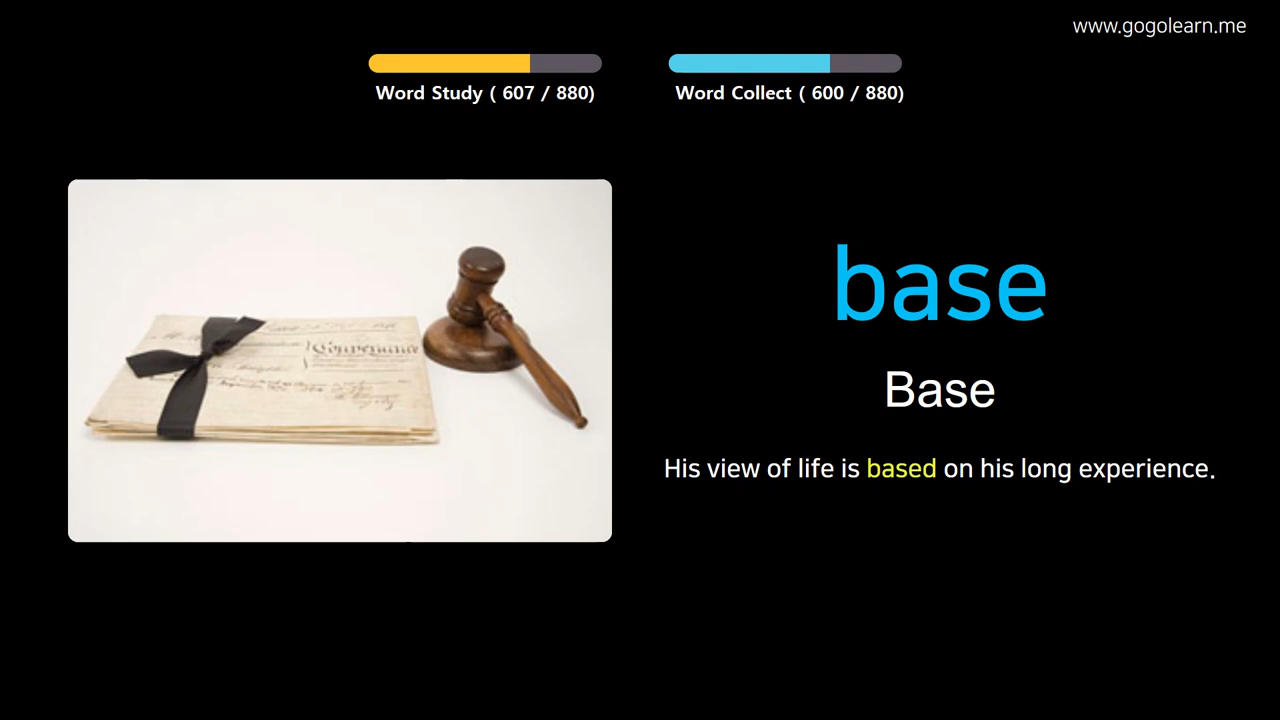 www.gogolearn.me
Word Study ( 607 / 880)
Word Collect ( 600 / 880)
Conveyance
base
Base
His view of life is based on his long experience.